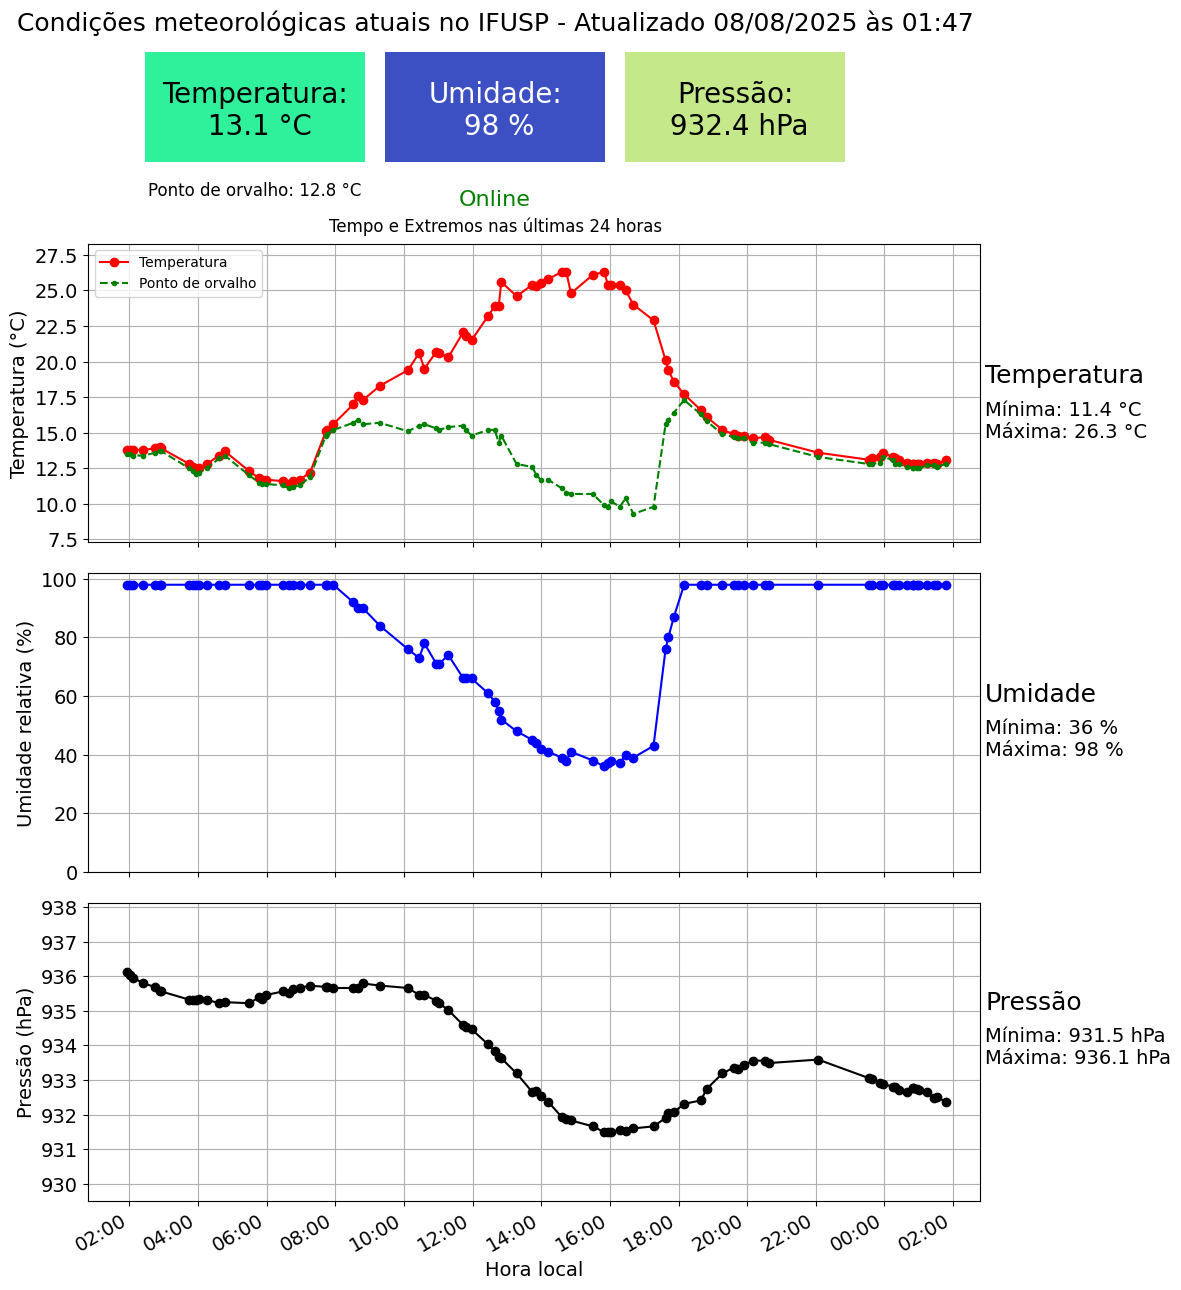 Condições meteorológicas atuais no IFUSP - Atualizado 08/08/2025 às 01:47
Temperatura:
13.1 °C
Umidade:
98 %
Pressão:
932.4 hPa
Ponto de orvalho: 12.8 °C
Online
Tempo e Extremos nas últimas 24 horas
Temperatura
Ponto de orvalho
Temperatura (°C)
27.5
25.0
22.5
20.0
17.5
15.0
12.5
10.0
7.5
Temperatura
Mínima: 11.4 °C
Máxima: 26.3 °C
Umidade relativa (%)
100
80
60
40
20
0
Umidade
Mínima: 36 %
Máxima: 98 %
Pressão (hPa)
938
937
936
935
934
933
932
931
930
Pressão
Mínima: 931.5 hPa
Máxima: 936.1 hPa
02:00 04:00 06:00 08:00 10:00 12:00 14:00 16:00 18:00 20:00 22:00 00:00 02:00
Hora local